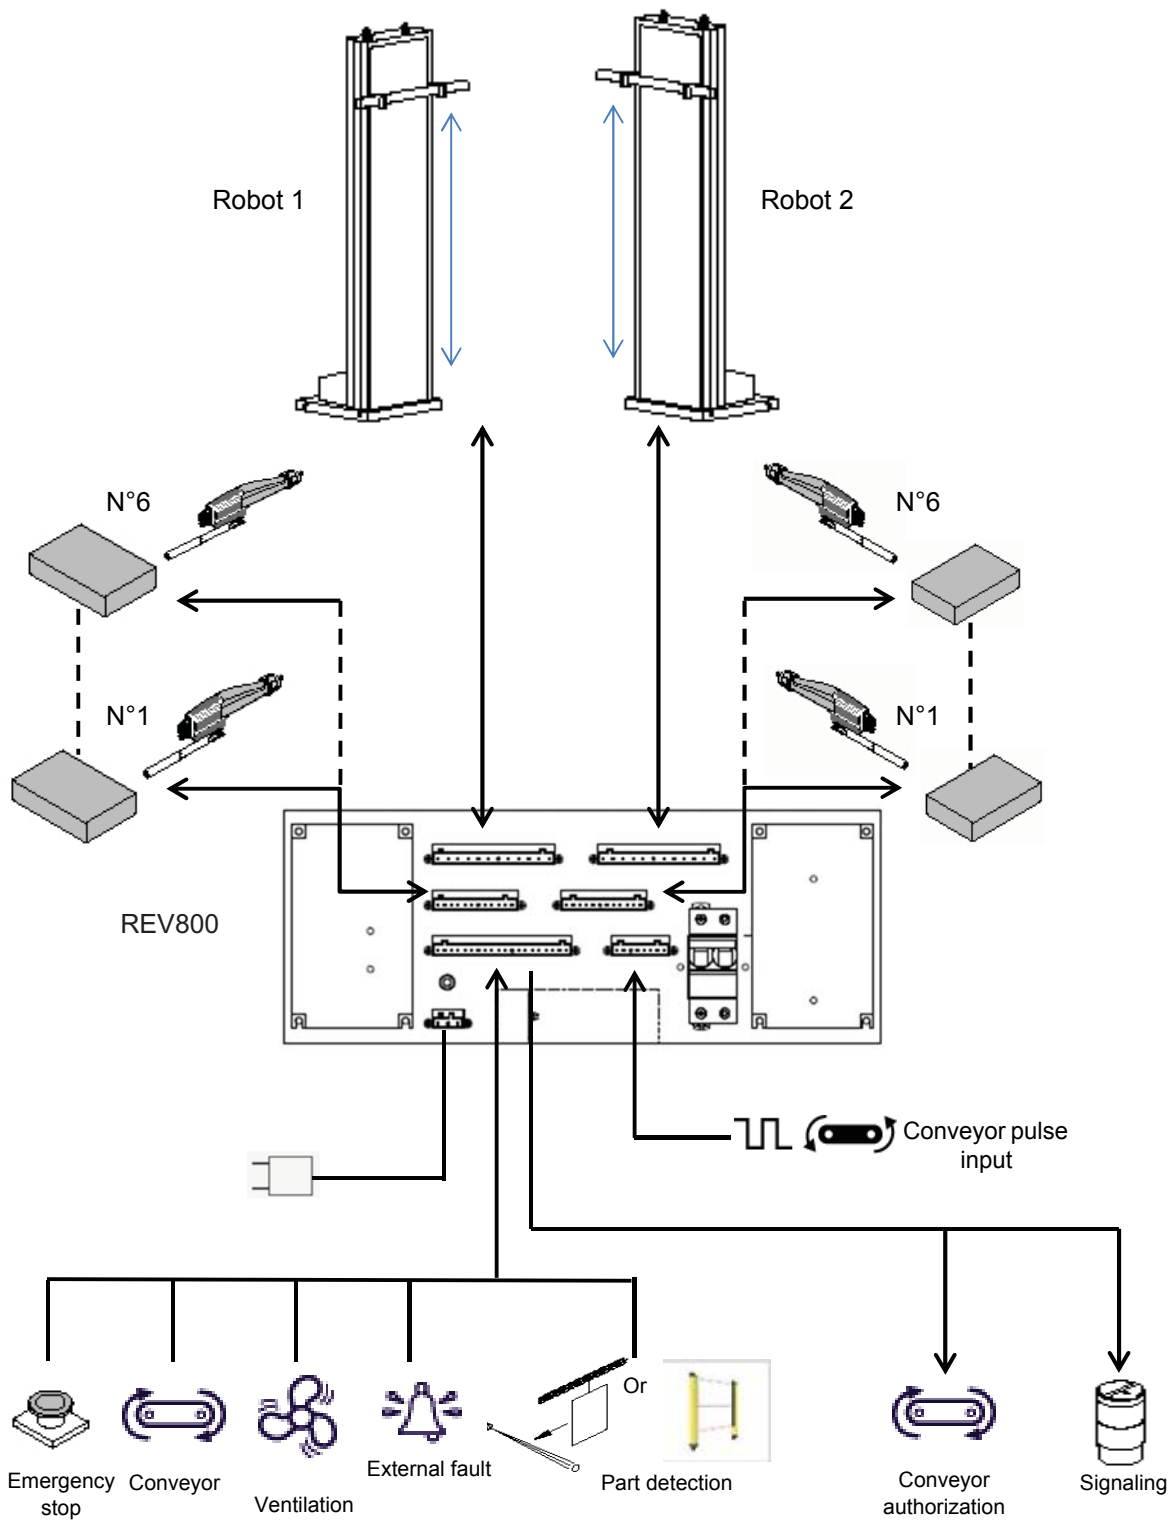 Robot 1
Robot 2
N°6
N°6
N°1
N°1
REV800
Conveyor pulse
input
Or
Emergency
stop
Conveyor
Ventilation
External fault
Part detection
Conveyor
authorization
Signaling